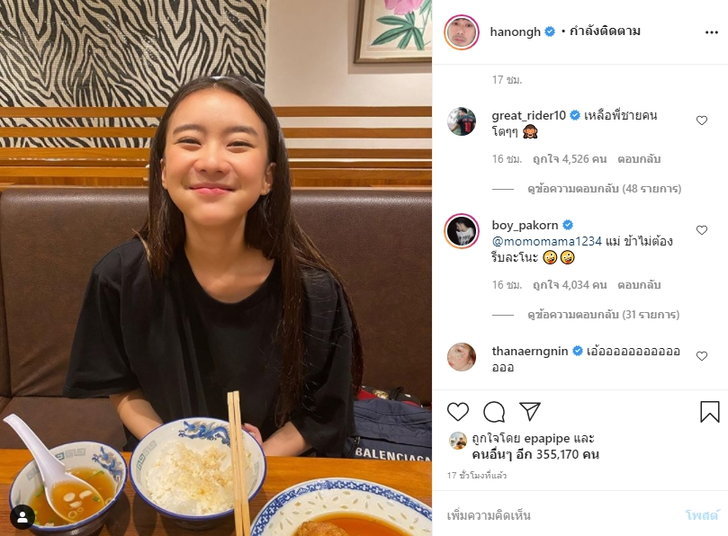 hanongh • กำลังติดตาม
17 ชม.
great_rider10 เหลือพี่ชายคน
โตๆๆ
16 ชม. ถูกใจ 4,526 คน ตอบกลับ
ดูข้อความตอบกลับ (48 รายการ)
boy_pakorn
@momomama1234 แม่ ข้าไม่ต้อง
รีบละโนะ
16 ชม. ถูกใจ 4,034 คน ตอบกลับ
ดูข้อความตอบกลับ (31 รายการ)
thanaerngnin เอ้ออออออออออออ
อออ
ถูกใจโดย epapipe และ
คนอื่นๆ อีก 355,170 คน
17 ชั่วโมงที่แล้ว
เพิ่มความคิดเห็น โพสต์
BALENCIAGA